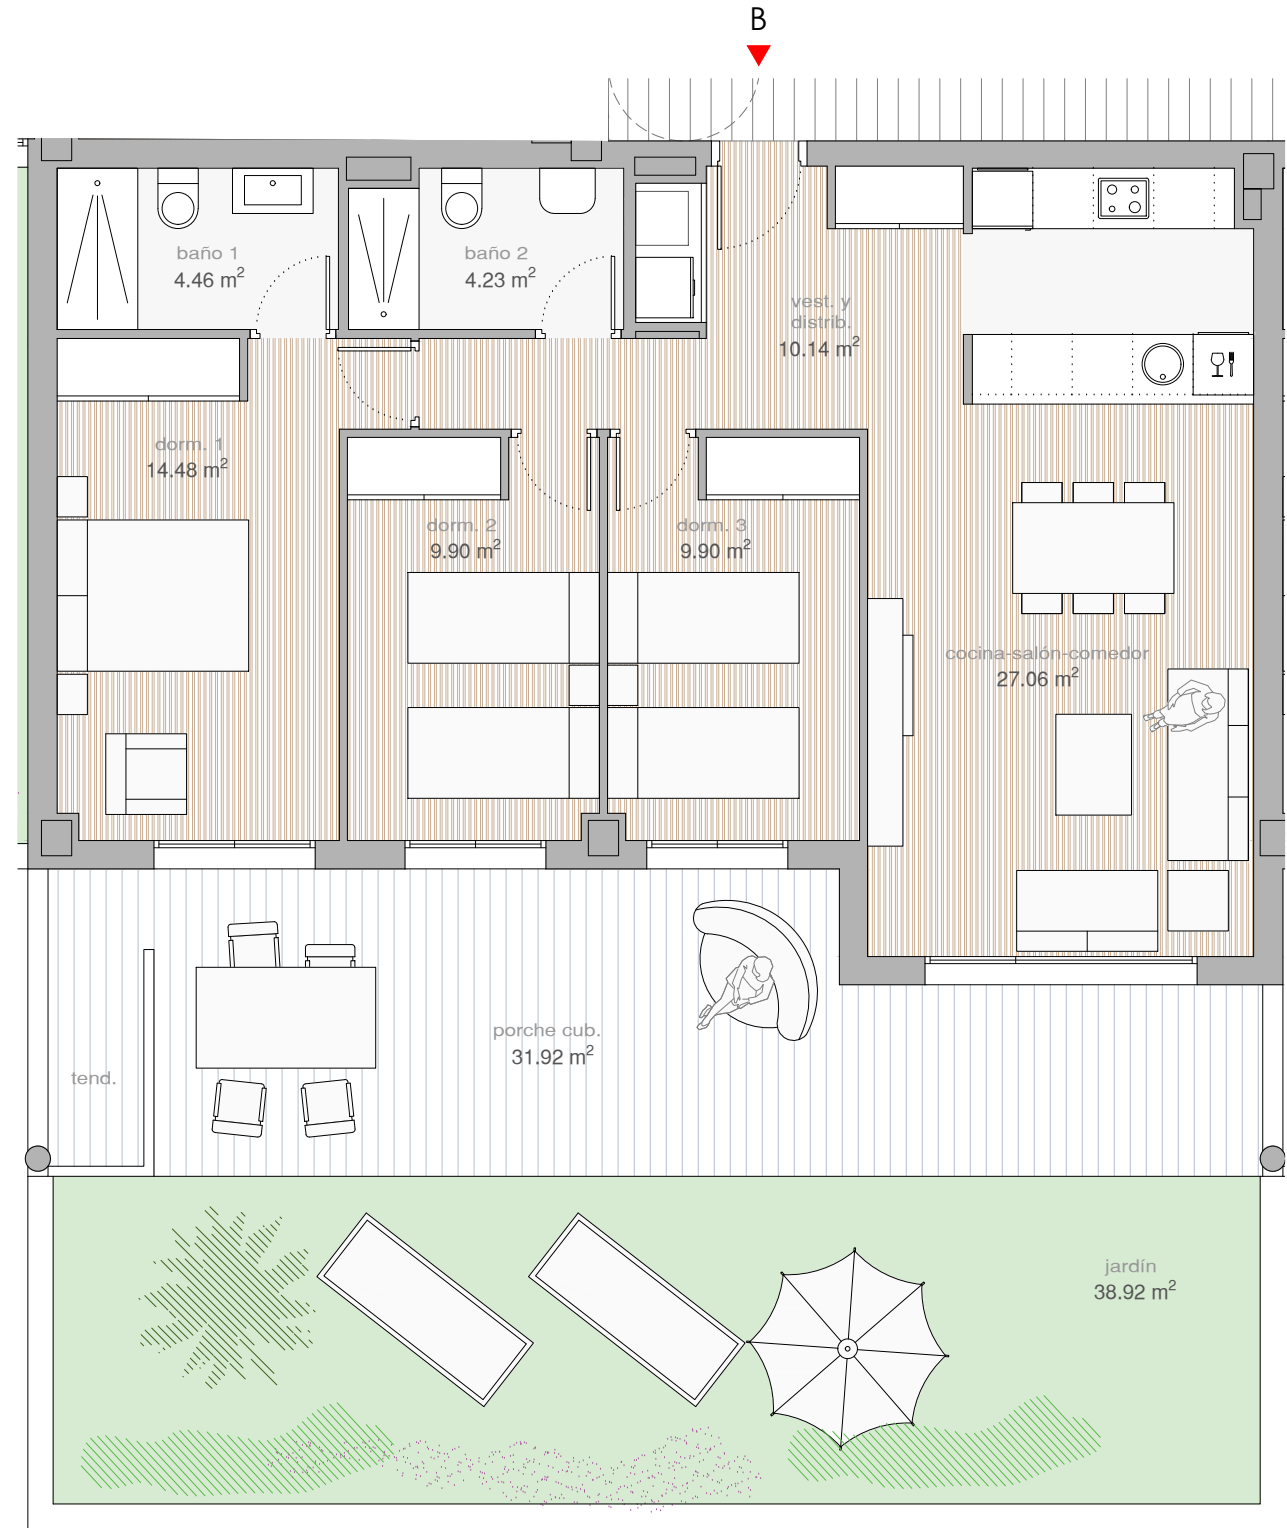 B
baño 1
4.46 m²
baño 2
4.23 m²
vest. y
distrib.
10.14 m²
dorm. 1
14.48 m²
dorm. 2
9.90 m²
dorm. 3
9.90 m²
cocina-salón-comedor
27.06 m²
porche cub.
31.92 m²
tend.
jardín
38.92 m²